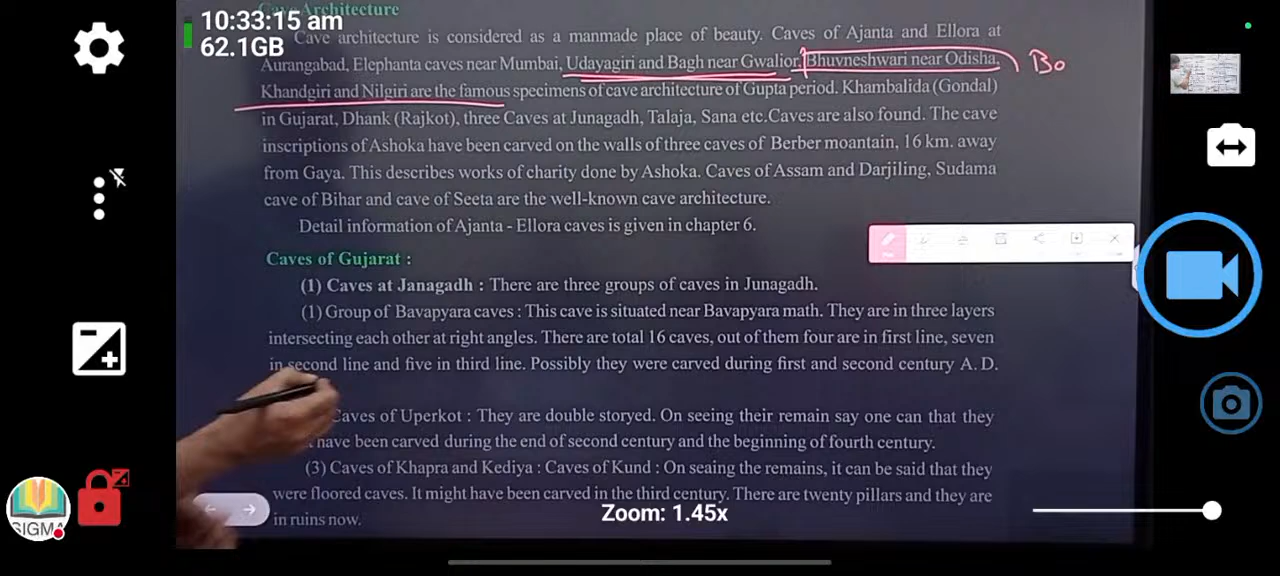 Cave Architecture
10:33:15 am
62.1GB
Cave architecture is considered as a manmade place of beauty. Caves of Ajanta and Ellora at
Aurangabad, Elephanta caves near Mumbai, Udayagiri and Bagh near Gwalior, Bhuvneshwari near Odisha,
Bo
Khandgiri and Nilgiri are the famous specimens of cave architecture of Gupta period. Khambalida (Gondal)
in Gujarat, Dhank (Rajkot), three Caves at Junagadh, Talaja, Sana etc.Caves are also found. The cave
inscriptions of Ashoka have been carved on the walls of three caves of Berber moantain, 16 km. away
from Gaya. This describes works of charity done by Ashoka. Caves of Assam and Darjiling, Sudama
cave of Bihar and cave of Seeta are the well-known cave architecture.
Detail information of Ajanta - Ellora caves is given in chapter 6.
Caves of Gujarat :
(1) Caves at Janagadh : There are three groups of caves in Junagadh.
(1) Group of Bavapyara caves : This cave is situated near Bavapyara math. They are in three layers
intersecting each other at right angles. There are total 16 caves, out of them four are in first line, seven
in second line and five in third line. Possibly they were carved during first and second century A. D.
Caves of Uperkot : They are double storyed. On seeing their remain say one can that they
have been carved during the end of second century and the beginning of fourth century.
(3) Caves of Khapra and Kediya : Caves of Kund : On seaing the remains, it can be said that they
were floored caves. It might have been carved in the third century. There are twenty pillars and they are
in ruins now.
Zoom: 1.45x
SIGMA